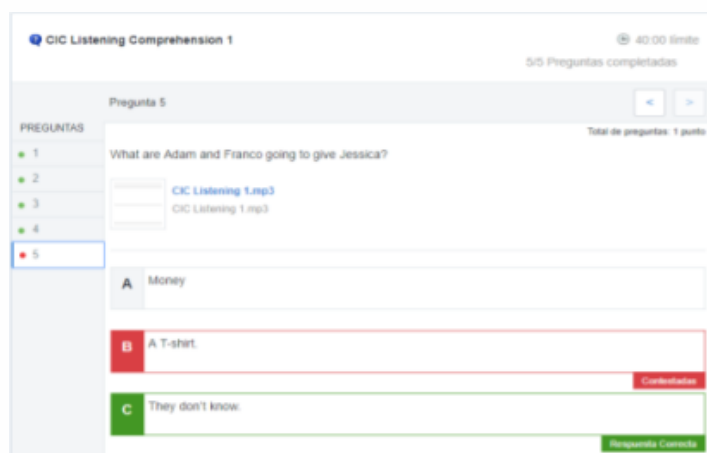 CIC Listening Comprehension 1
40:00 límite
5/5 Preguntas completadas
Pregunta 5
< >
PREGUNTAS
Total de preguntas: 1 punto
1
What are Adam and Franco going to give Jessica?
2
CIC Listening 1.mp3
3
CIC Listening 1.mp3
4
5
A Money
B A T-shirt.
Contestadas
C They don't know.
Respuesta Correcta